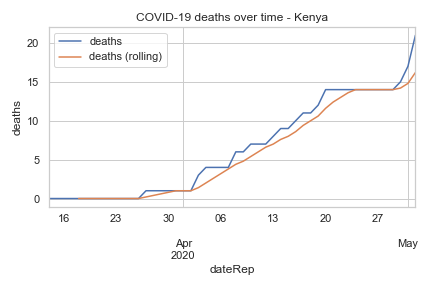 COVID-19 deaths over time - Kenya
deaths
deaths (rolling)
deaths
20
15
10
5
0
16 23 30 06 13 20 27
Apr May
2020
dateRep